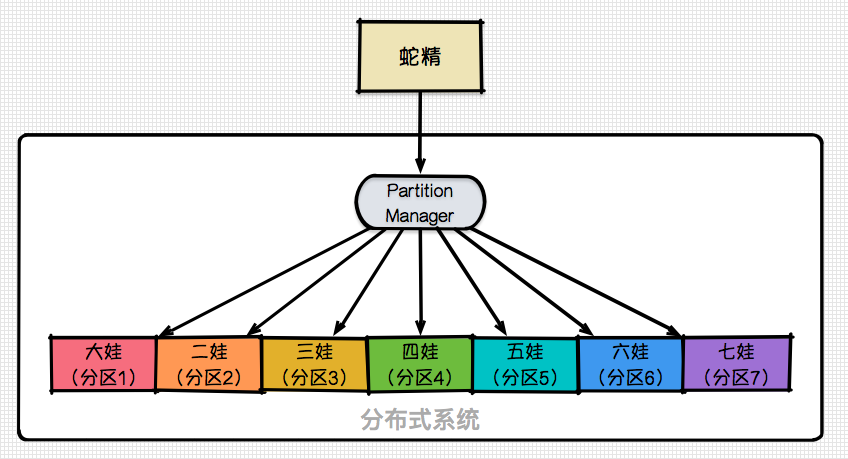 蛇精
Partition
Manager
大娃 二娃 三娃 四娃 五娃 六娃 七娃
（分区1） （分区2） （分区3） （分区4） （分区5） （分区6） （分区7）
分布式系统